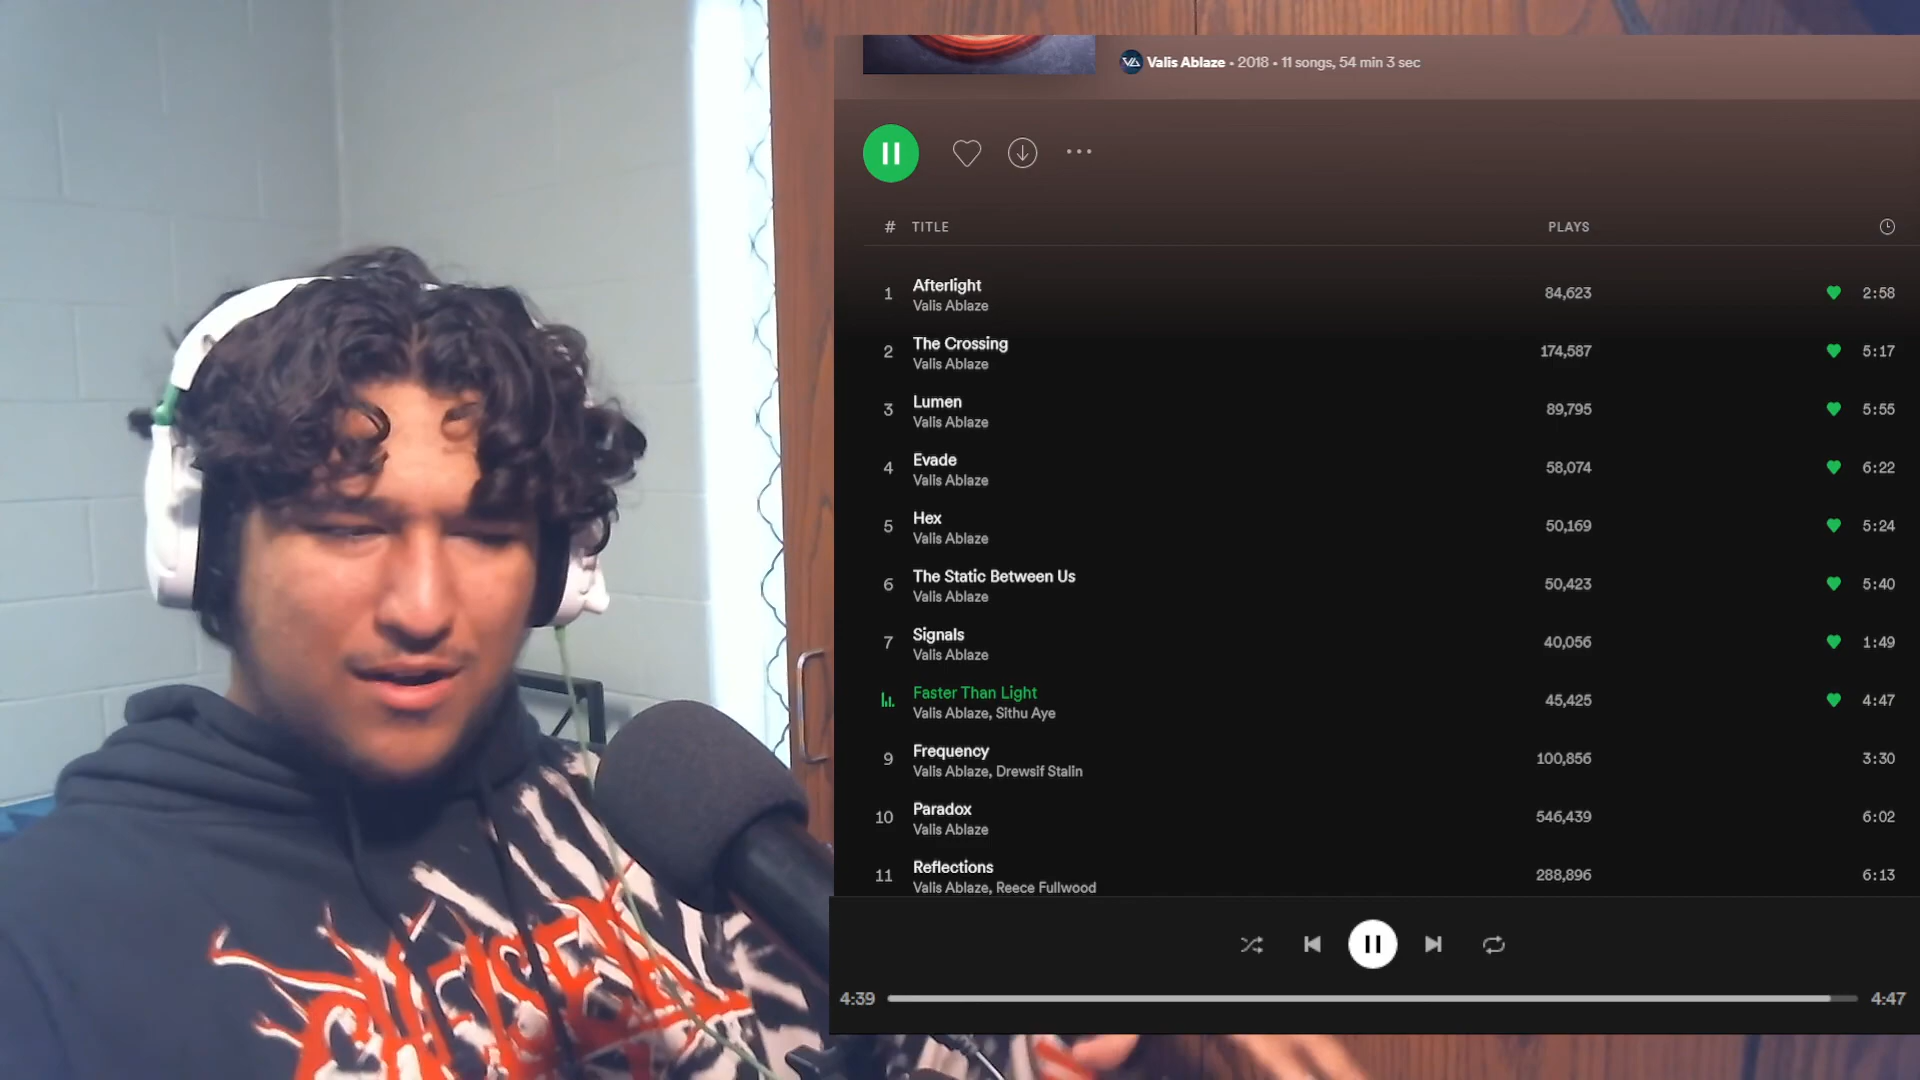 Valis Ablaze • 2018 • 11 songs, 54 min 3 sec
# TITLE PLAYS
1 Afterlight 84,623 2:58
Valis Ablaze
2 The Crossing 174,587 5:17
Valis Ablaze
3 Lumen 89,795 5:55
Valis Ablaze
4 Evade 58,074 6:22
Valis Ablaze
5 Hex 50,169 5:24
Valis Ablaze
6 The Static Between Us 50,423 5:40
Valis Ablaze
7 Signals 40,056 1:49
Valis Ablaze
Faster Than Light 45,425 4:47
Valis Ablaze, Sithu Aye
9 Frequency 100,856 3:30
Valis Ablaze, Drewsif Stalin
10 Paradox 546,439 6:02
Valis Ablaze
11 Reflections 288,896 6:13
Valis Ablaze, Reece Fullwood
4:39 4:47